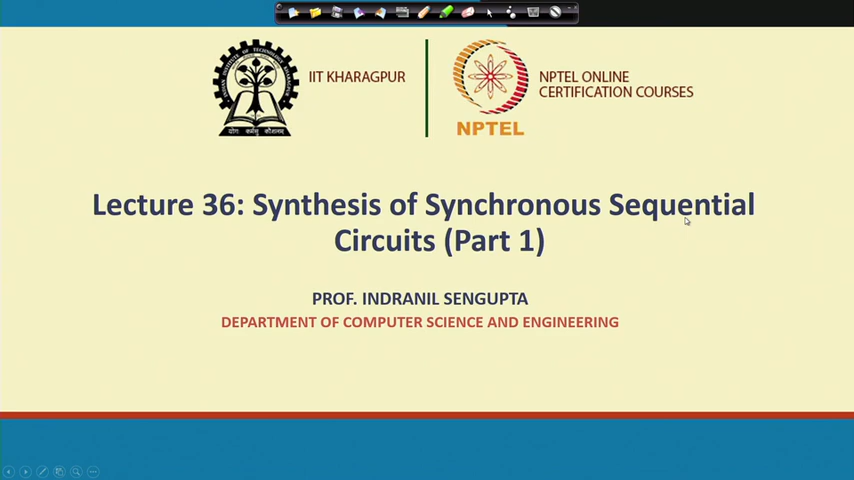 IIT KHARAGPUR
NPTEL ONLINE
CERTIFICATION COURSES
NPTEL
Lecture 36: Synthesis of Synchronous Sequential
Circuits (Part 1)
PROF. INDRANIL SENGUPTA
DEPARTMENT OF COMPUTER SCIENCE AND ENGINEERING